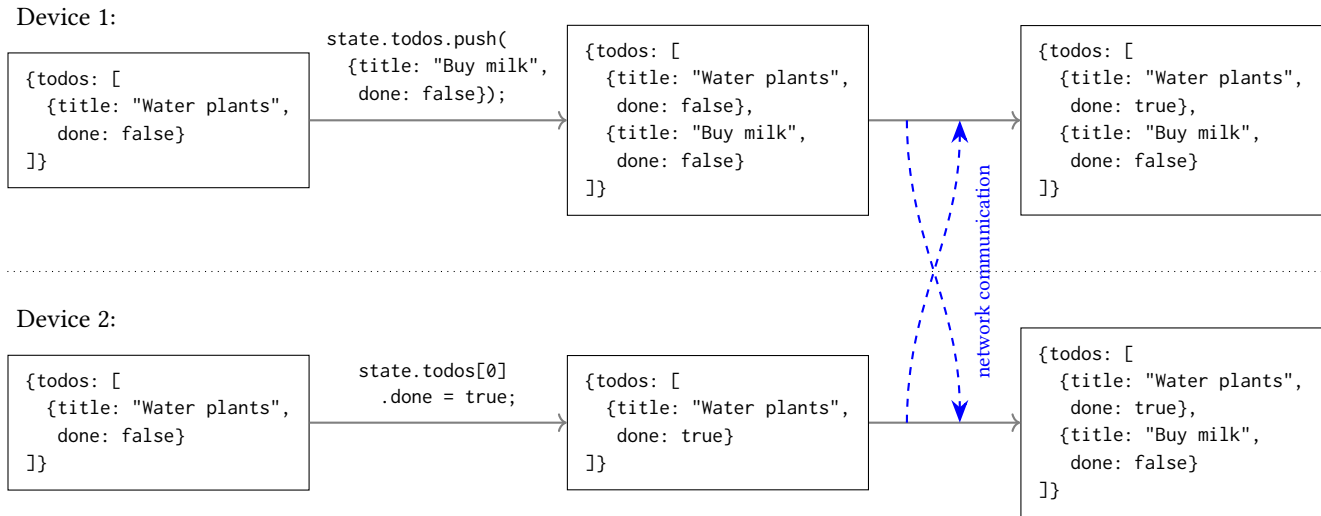 Device 1:
{todos: [
{title: "Water plants",
done: false}
]}
state.todos.push(
{title: "Buy milk",
done: false});
{todos: [
{title: "Water plants",
done: false},
{title: "Buy milk",
done: false}
]}
{todos: [
{title: "Water plants",
done: true},
{title: "Buy milk",
done: false}
]}
network communication
Device 2:
{todos: [
{title: "Water plants",
done: false}
]}
state.todos[0]
.done = true;
{todos: [
{title: "Water plants",
done: true}
]}
{todos: [
{title: "Water plants",
done: true},
{title: "Buy milk",
done: false}
]}